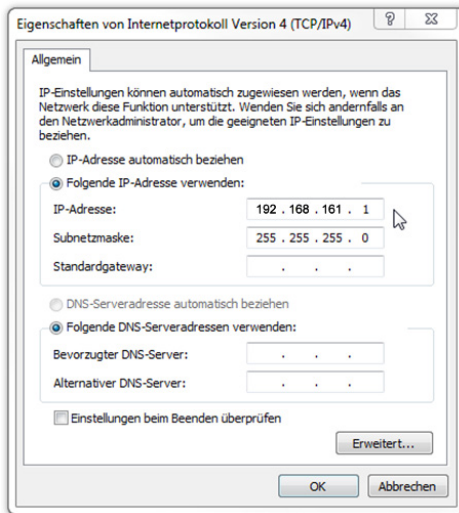 Eigenschaften von Internetprotokoll Version 4 (TCP/IPv4)
Allgemein
IP-Einstellungen können automatisch zugewiesen werden, wenn das
Netzwerk diese Funktion unterstützt. Wenden Sie sich andernfalls an
den Netzwerkadministrator, um die geeigneten IP-Einstellungen zu
beziehen.
IP-Adresse automatisch beziehen
Folgende IP-Adresse verwenden:
IP-Adresse: 192 . 168 . 161 . 1
Subnetzmaske: 255 . 255 . 255 . 0
Standardgateway: . . .
DNS-Serveradresse automatisch beziehen
Folgende DNS-Serveradressen verwenden:
Bevorzugter DNS-Server: . . .
Alternativer DNS-Server: . . .
Einstellungen beim Beenden überprüfen
Erweitert...
OK Abbrechen